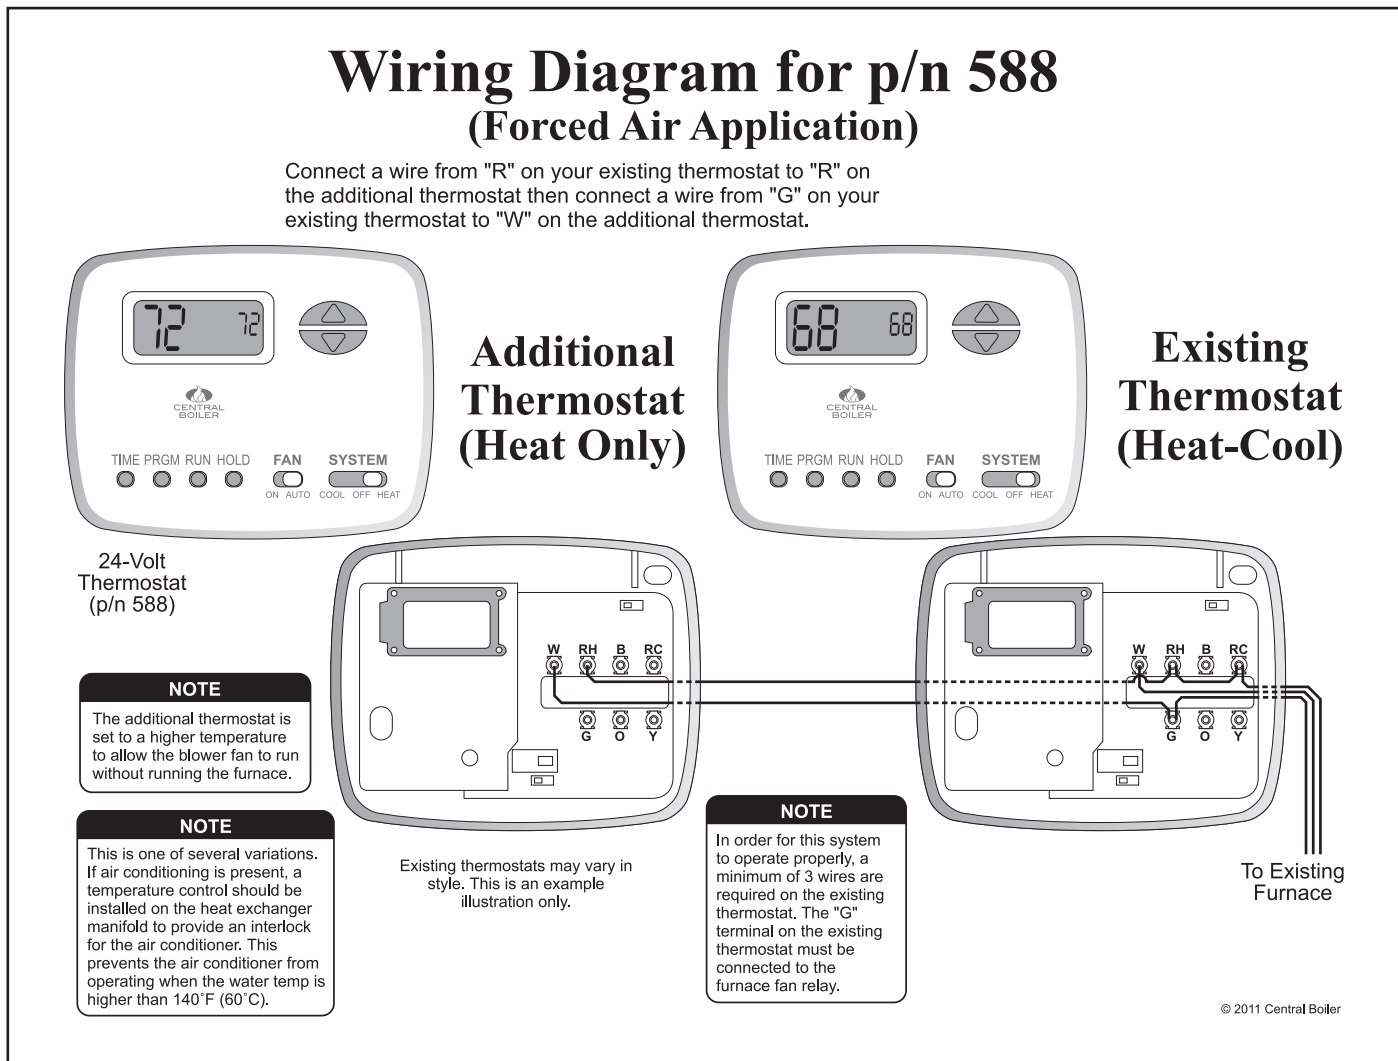 Wiring Diagram for p/n 588
(Forced Air Application)
Connect a wire from "R" on your existing thermostat to "R" on
the additional thermostat then connect a wire from "G" on your
existing thermostat to "W" on the additional thermostat.
72 72
CENTRAL
BOILER
TIME PRGM RUN HOLD FAN SYSTEM
ON AUTO COOL OFF HEAT
Additional
Thermostat
(Heat Only)
68 68
CENTRAL
BOILER
TIME PRGM RUN HOLD FAN SYSTEM
ON AUTO COOL OFF HEAT
Existing
Thermostat
(Heat-Cool)
24-Volt
Thermostat
(p/n 588)
W RH B RC
G O Y
W RH B RC
G O Y
NOTE
The additional thermostat is
set to a higher temperature
to allow the blower fan to run
without running the furnace.
NOTE
This is one of several variations.
If air conditioning is present, a
temperature control should be
installed on the heat exchanger
manifold to provide an interlock
for the air conditioner. This
prevents the air conditioner from
operating when the water temp is
higher than 140˚F (60˚C).
Existing thermostats may vary in
style. This is an example
illustration only.
NOTE
In order for this system
to operate properly, a
minimum of 3 wires are
required on the existing
thermostat. The "G"
terminal on the existing
thermostat must be
connected to the
furnace fan relay.
To Existing
Furnace
© 2011 Central Boiler